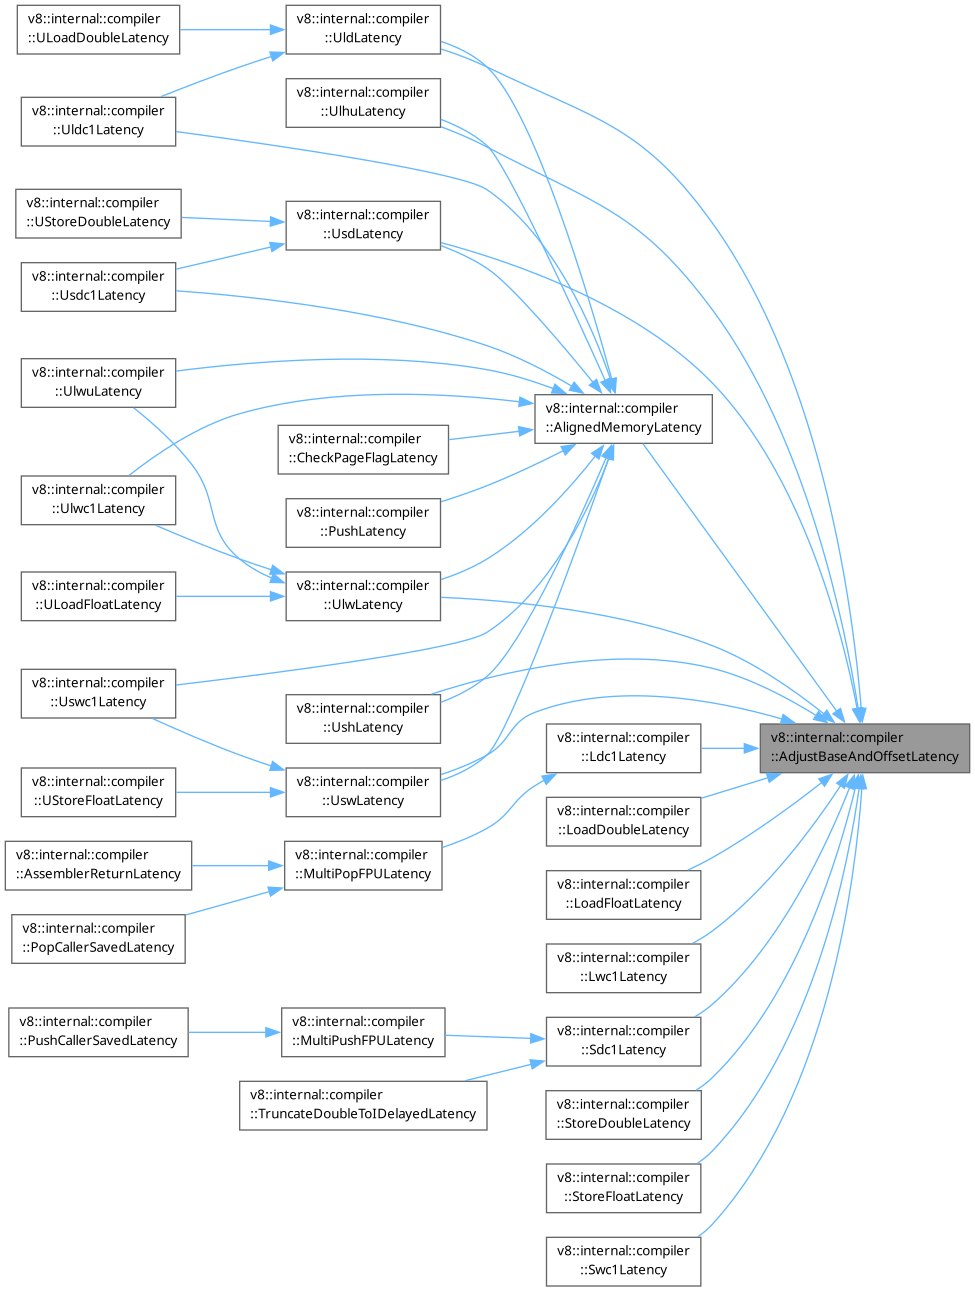 v8::internal::compiler
::ULoadDoubleLatency
v8::internal::compiler
::UldLatency
v8::internal::compiler
::UlhuLatency
v8::internal::compiler
::Uldc1Latency
v8::internal::compiler
::UStoreDoubleLatency
v8::internal::compiler
::UsdLatency
v8::internal::compiler
::Usdc1Latency
v8::internal::compiler
::UlwuLatency
v8::internal::compiler
::AlignedMemoryLatency
v8::internal::compiler
::CheckPageFlagLatency
v8::internal::compiler
::Ulwc1Latency
v8::internal::compiler
::PushLatency
v8::internal::compiler
::ULoadFloatLatency
v8::internal::compiler
::UlwLatency
v8::internal::compiler
::Uswc1Latency
v8::internal::compiler
::UshLatency
v8::internal::compiler
::Ldc1Latency
v8::internal::compiler
::AdjustBaseAndOffsetLatency
v8::internal::compiler
::UStoreFloatLatency
v8::internal::compiler
::UswLatency
v8::internal::compiler
::LoadDoubleLatency
v8::internal::compiler
::AssemblerReturnLatency
v8::internal::compiler
::MultiPopFPULatency
v8::internal::compiler
::LoadFloatLatency
v8::internal::compiler
::PopCallerSavedLatency
v8::internal::compiler
::Lwc1Latency
v8::internal::compiler
::PushCallerSavedLatency
v8::internal::compiler
::MultiPushFPULatency
v8::internal::compiler
::Sdc1Latency
v8::internal::compiler
::TruncateDoubleToIDelayedLatency
v8::internal::compiler
::StoreDoubleLatency
v8::internal::compiler
::StoreFloatLatency
v8::internal::compiler
::Swc1Latency